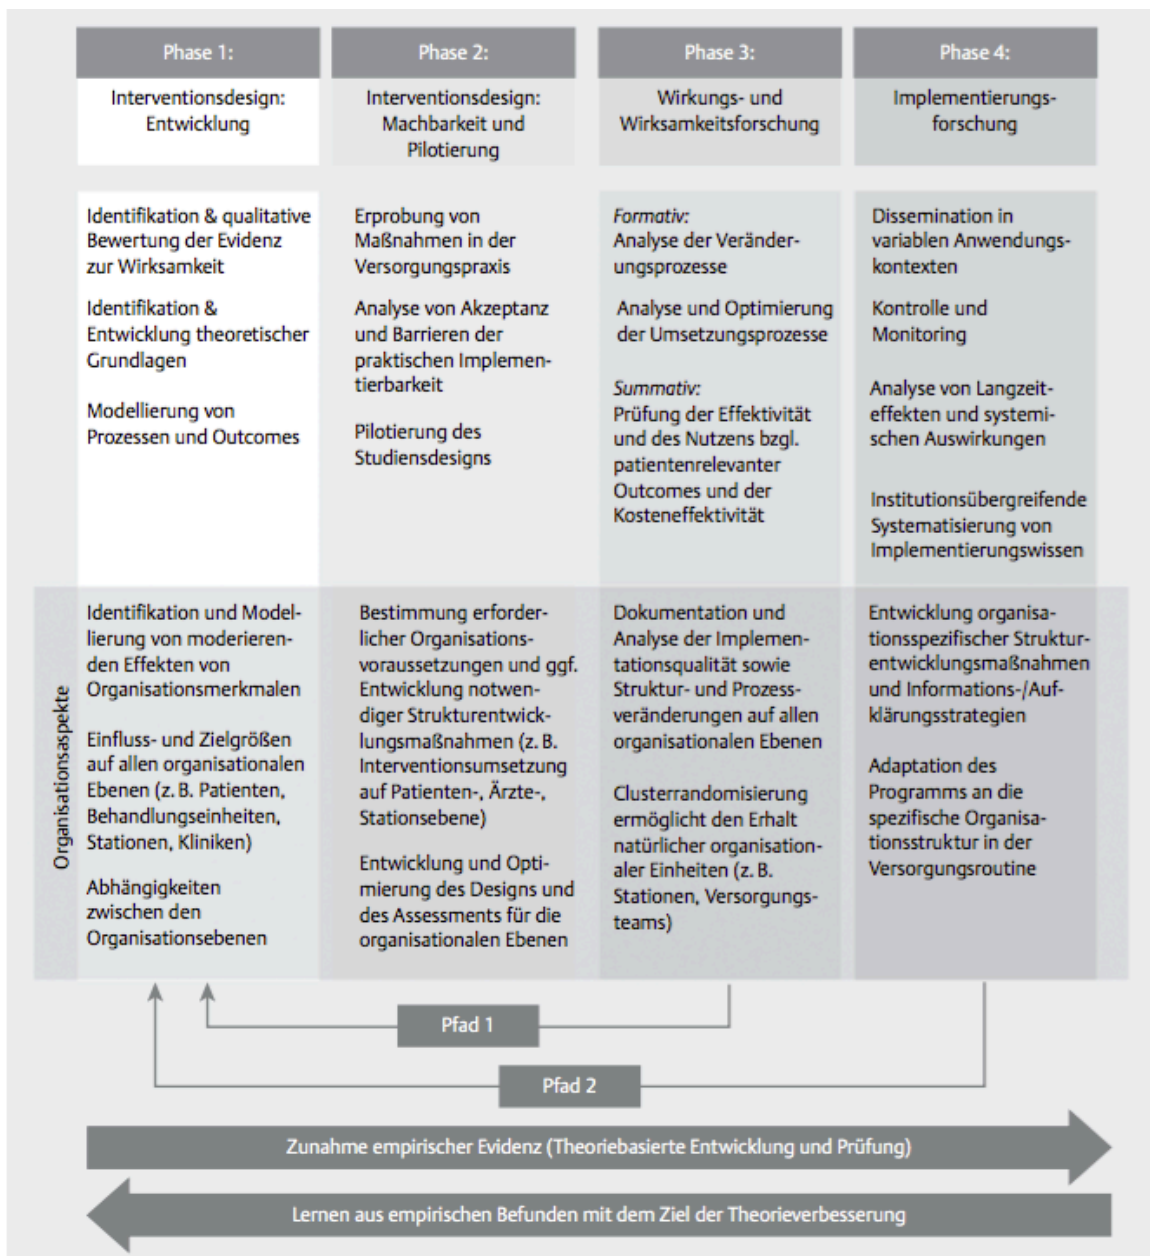 Phase 1:
Interventionsdesign:
Entwicklung
Phase 2:
Interventionsdesign:
Machbarkeit und
Pilotierung
Phase 3:
Wirkungs- und
Wirksamkeitsforschung
Phase 4:
Implementierungs-
forschung
Identifikation & qualitative
Bewertung der Evidenz
zur Wirksamkeit
Identifikation &
Entwicklung theoretischer
Grundlagen
Modellierung von
Prozessen und Outcomes
Erprobung von
Maßnahmen in der
Versorgungspraxis
Analyse von Akzeptanz
und Barrieren der
praktischen Implemen-
tierbarkeit
Pilotierung des
Studiensdesigns
Formativ:
Analyse der Veränder-
ungsprozesse
Analyse und Optimierung
der Umsetzungsprozesse
Summativ:
Prüfung der Effektivität
und des Nutzens bzgl.
patientenrelevanter
Outcomes und der
Kosteneffektivität
Dissemination in
variablen Anwendungs-
kontexten
Kontrolle und
Monitoring
Analyse von Langzeit-
effekten und systemi-
schen Auswirkungen
Institutionsübergreifende
Systematisierung von
Implementierungswissen
Organisationsaspekte
Identifikation und Model-
lierung von moderieren-
den Effekten von
Organisationsmerkmalen
Einfluss- und Zielgrößen
auf allen organisationalen
Ebenen (z. B. Patienten,
Behandlungseinheiten,
Stationen, Kliniken)
Abhängigkeiten
zwischen den
Organisationsebenen
Bestimmung erforder-
licher Organisations-
voraussetzungen und ggf.
Entwicklung notwen-
diger Strukturentwick-
lungsmaßnahmen (z. B.
Interventionsumsetzung
auf Patienten-, Ärzte-,
Stationsebene)
Entwicklung und Opti-
mierung des Designs und
des Assessments für die
organisationalen Ebenen
Dokumentation und
Analyse der Implemen-
tationsqualität sowie
Struktur- und Prozess-
veränderungen auf allen
organisationalen Ebenen
Clusterrandomisierung
ermöglicht den Erhalt
natürlicher organisation-
aler Einheiten (z. B.
Stationen, Versorgungs-
teams)
Entwicklung organisa-
tionsspezifischer Struktur-
entwicklungsmaßnahmen
und Informations-/Auf-
klärungsstrategien
Adaptation des
Programms an die
spezifische Organisa-
tionsstruktur in der
Versorgungsroutine
Pfad 1
Pfad 2
Zunahme empirischer Evidenz (Theoriebasierte Entwicklung und Prüfung)
Lernen aus empirischen Befunden mit dem Ziel der Theorieverbesserung